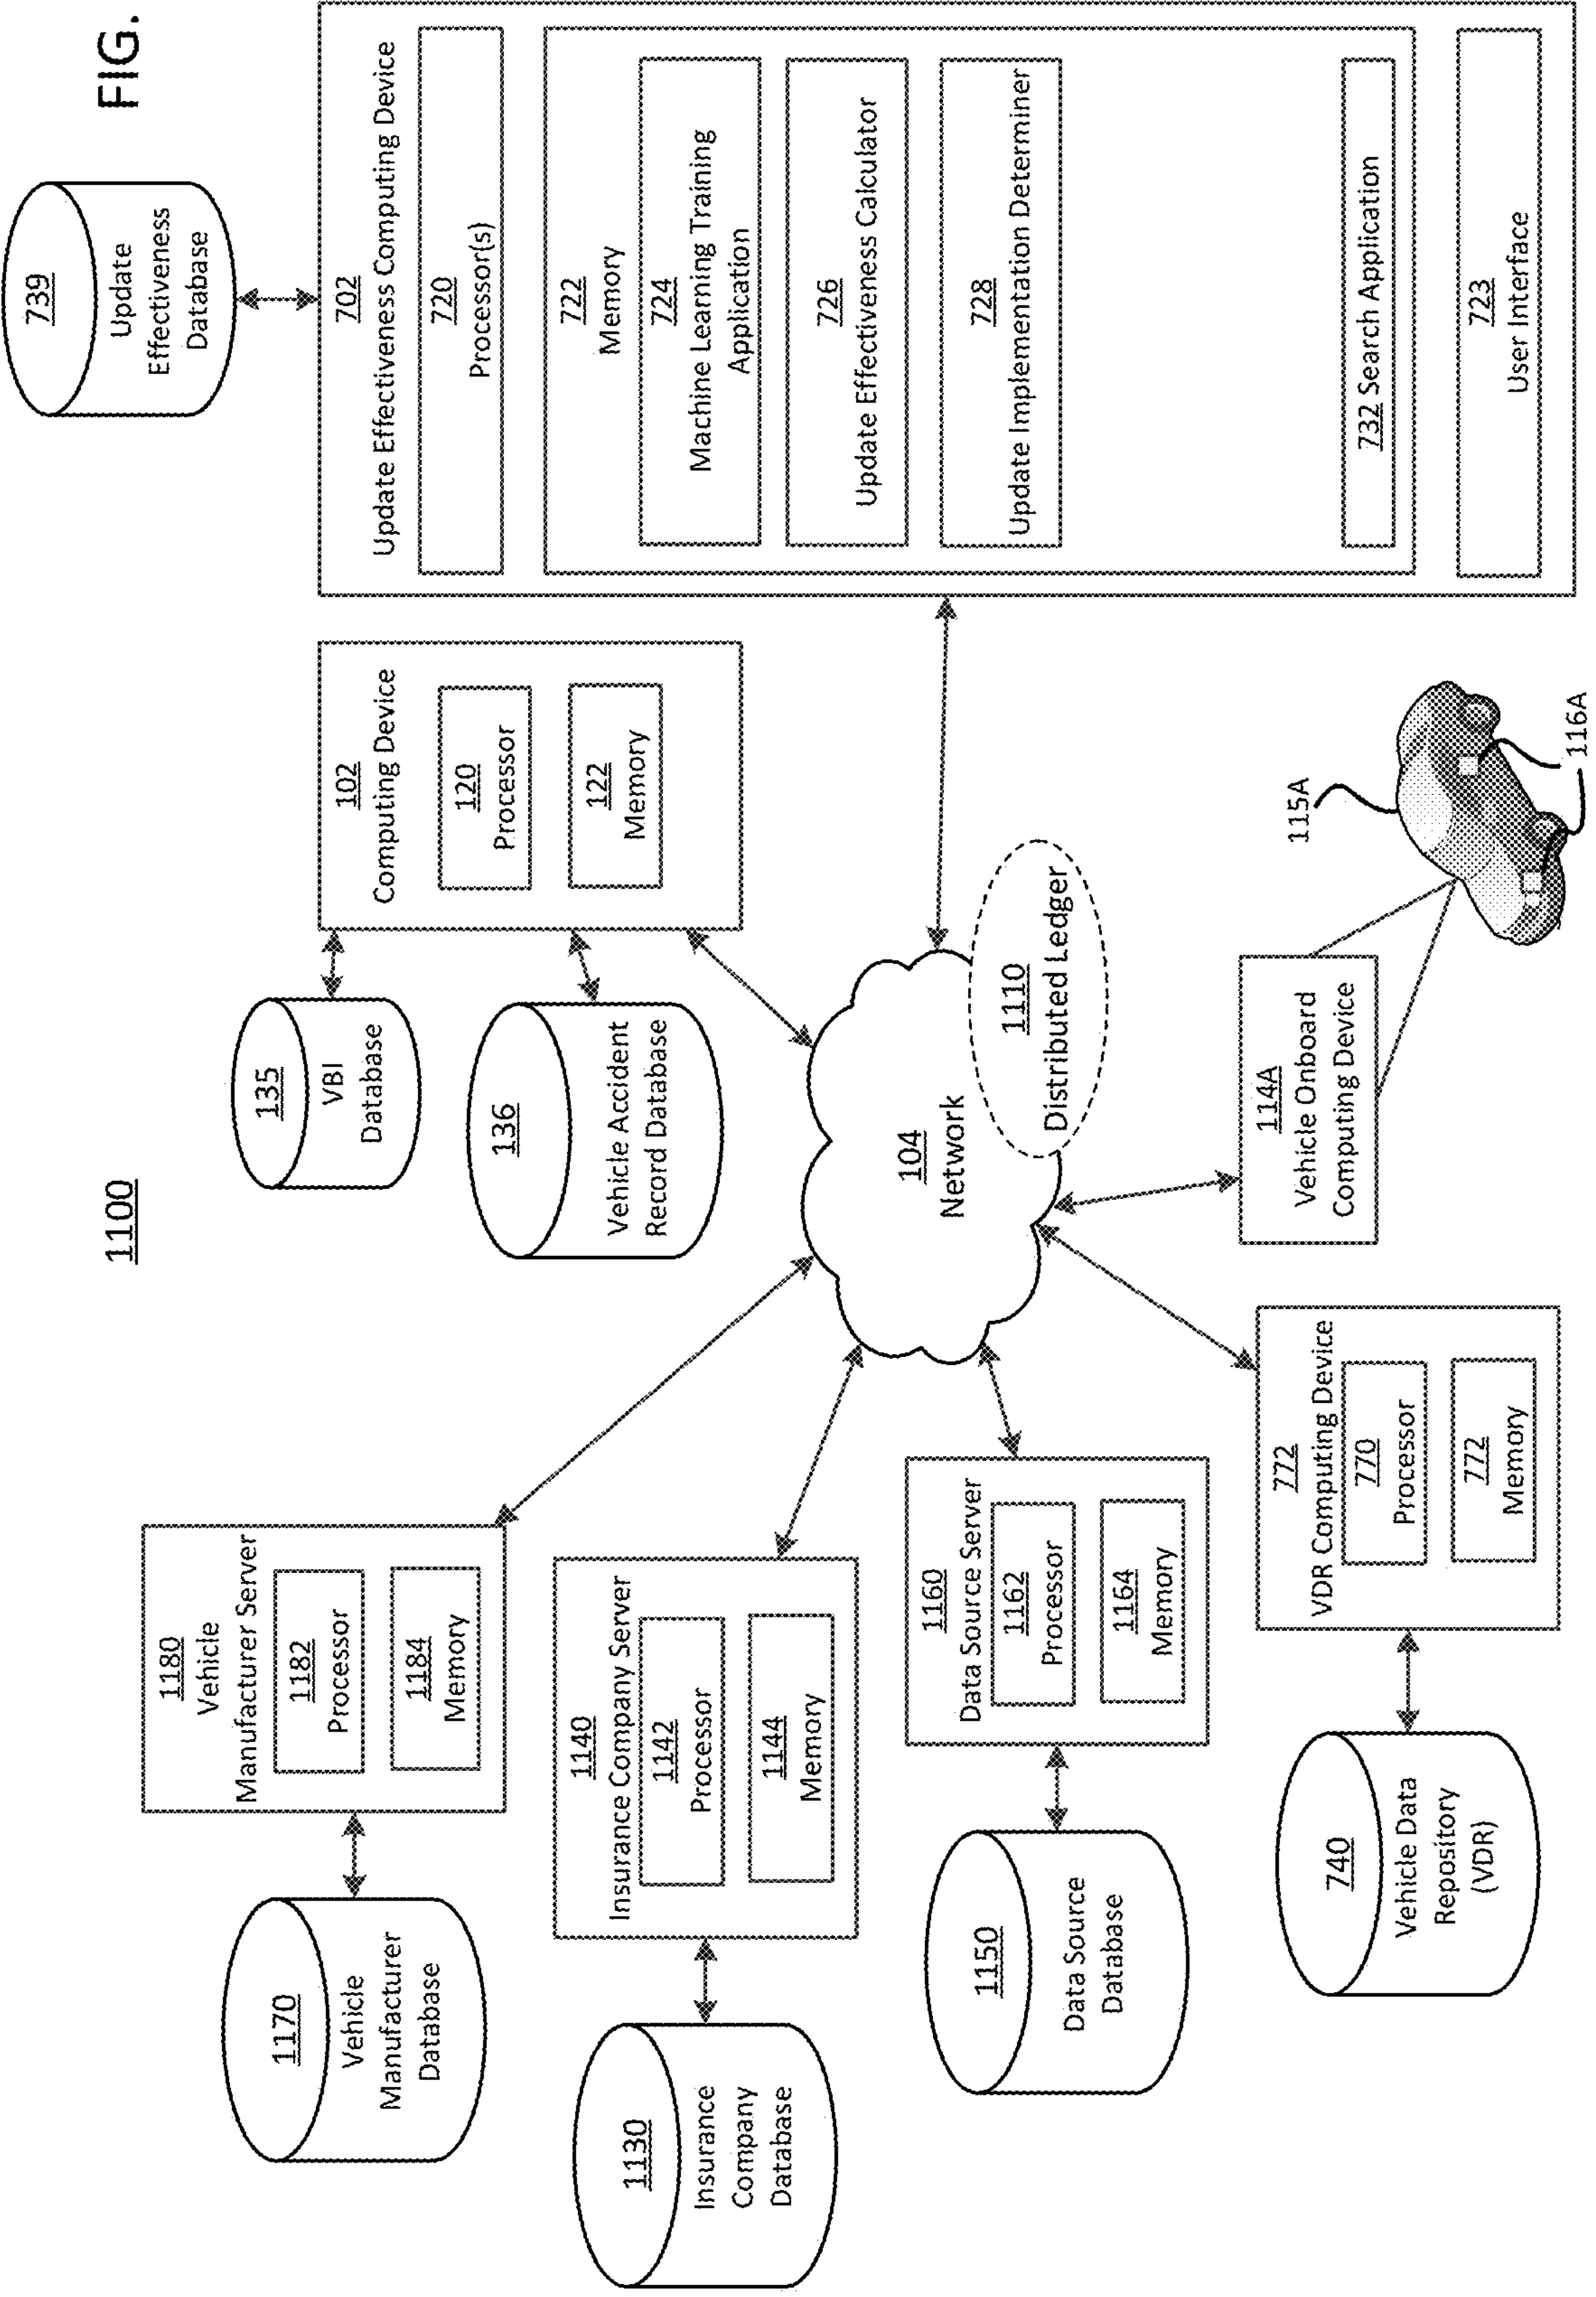 1100
FIG.
1170
Vehicle
Manufacturer
Database
1180
Vehicle
Manufacturer Server
1182
Processor
1184
Memory
1130
Insurance
Company
Database
1140
Insurance Company Server
1142
Processor
1144
Memory
1150
Data Source
Database
1160
Data Source Server
1162
Processor
1164
Memory
740
Vehicle Data
Repository
(VDR)
772
VDR Computing Device
770
Processor
772
Memory
135
VBI
Database
136
Vehicle Accident
Record Database
102
Computing Device
120
Processor
122
Memory
104
Network
1110
Distributed Ledger
114A
Vehicle Onboard
Computing Device
115A
116A
739
Update
Effectiveness
Database
702
Update Effectiveness Computing Device
720
Processor(s)
722
Memory
724
Machine Learning Training
Application
726
Update Effectiveness Calculator
728
Update Implementation Determiner
732 Search Application
723
User Interface